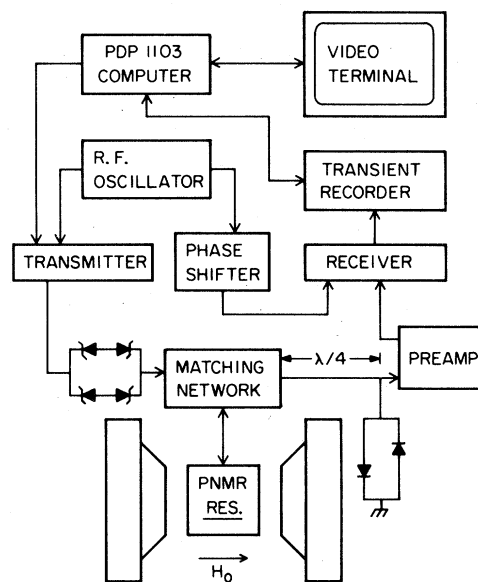 PDP 1103
COMPUTER
VIDEO
TERMINAL
R.F.
OSCILLATOR
TRANSIENT
RECORDER
TRANSMITTER
PHASE
SHIFTER
RECEIVER
MATCHING
NETWORK
λ/4
PREAMP
PNMR
RES.
H₀